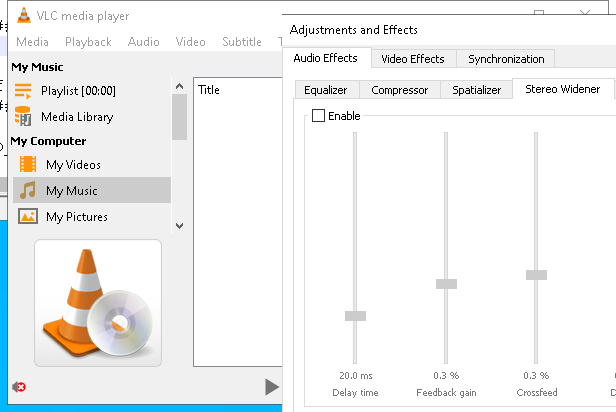 VLC media player
Media Playback Audio Video Subtitle
My Music
Playlist [00:00]
Media Library
My Computer
My Videos
My Music
My Pictures
Title
Adjustments and Effects
Audio Effects Video Effects Synchronization
Equalizer Compressor Spatializer Stereo Widener
Enable
20.0 ms 0.3 % 0.3 %
Delay time Feedback gain Crossfeed